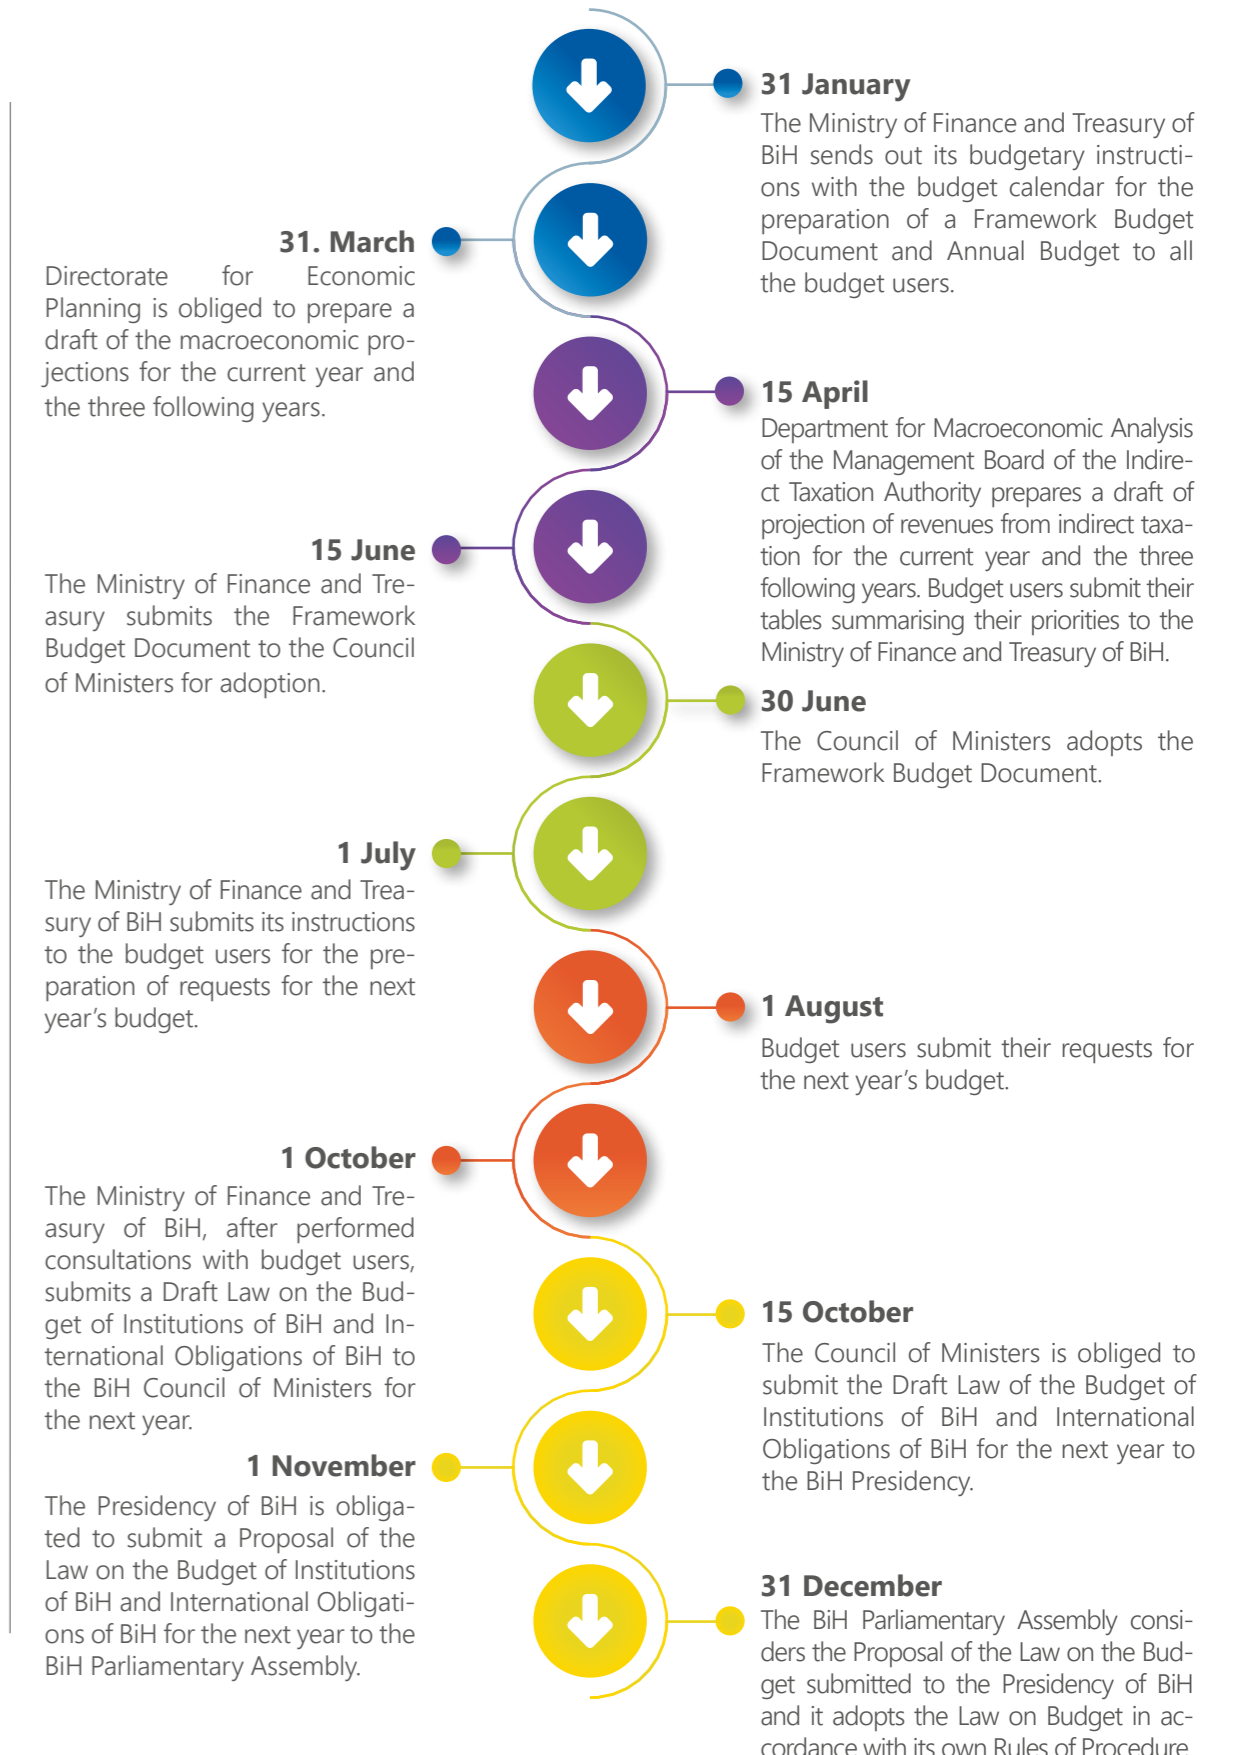 31 January
The Ministry of Finance and Treasury of
BiH sends out its budgetary instructi-
ons with the budget calendar for the
preparation of a Framework Budget
Document and Annual Budget to all
the budget users.
31. March
Directorate for Economic
Planning is obliged to prepare a
draft of the macroeconomic pro-
jections for the current year and
the three following years.
15 April
Department for Macroeconomic Analysis
of the Management Board of the Indire-
ct Taxation Authority prepares a draft of
projection of revenues from indirect taxa-
tion for the current year and the three
following years. Budget users submit their
tables summarising their priorities to the
Ministry of Finance and Treasury of BiH.
15 June
The Ministry of Finance and Tre-
asury submits the Framework
Budget Document to the Council
of Ministers for adoption.
30 June
The Council of Ministers adopts the
Framework Budget Document.
1 July
The Ministry of Finance and Trea-
sury of BiH submits its instructions
to the budget users for the pre-
paration of requests for the next
year's budget.
1 August
Budget users submit their requests for
the next year's budget.
1 October
The Ministry of Finance and Tre-
asury of BiH, after performed
consultations with budget users,
submits a Draft Law on the Bud-
get of Institutions of BiH and In-
ternational Obligations of BiH to
the BiH Council of Ministers for
the next year.
15 October
The Council of Ministers is obliged to
submit the Draft Law of the Budget of
Institutions of BiH and International
Obligations of BiH for the next year to
the BiH Presidency.
1 November
The Presidency of BiH is obliga-
ted to submit a Proposal of the
Law on the Budget of Institutions
of BiH and International Obligati-
ons of BiH for the next year to the
BiH Parliamentary Assembly.
31 December
The BiH Parliamentary Assembly consi-
ders the Proposal of the Law on the Bud-
get submitted to the Presidency of BiH
and it adopts the Law on Budget in ac-
cordance with its own Rules of Procedure